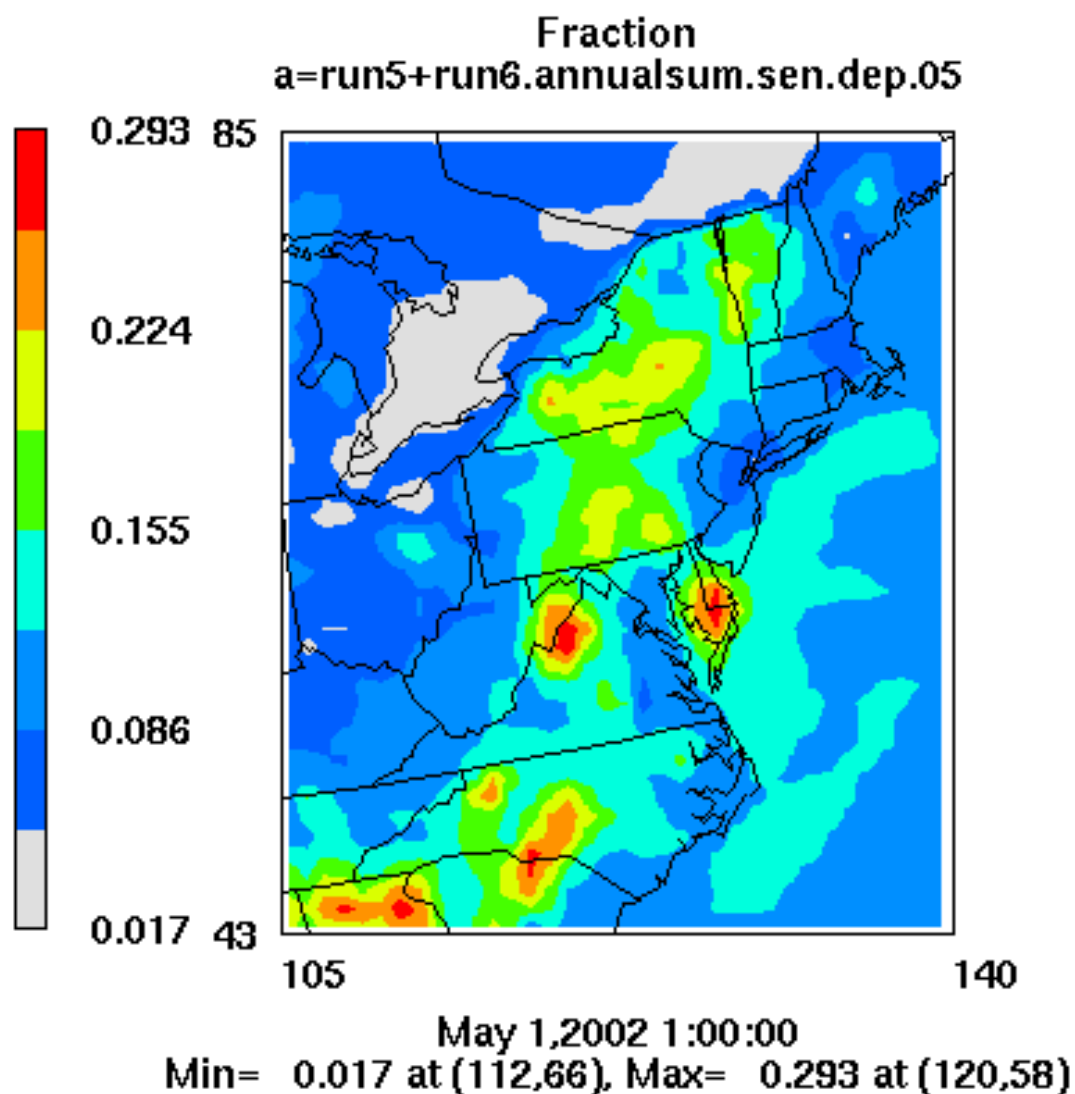 Fraction
a=run5+run6.annualsum.sen.dep.05
0.293 85
0.224
0.155
0.086
0.017 43
105 140
May 1,2002 1:00:00
Min= 0.017 at (112,66), Max= 0.293 at (120,58)